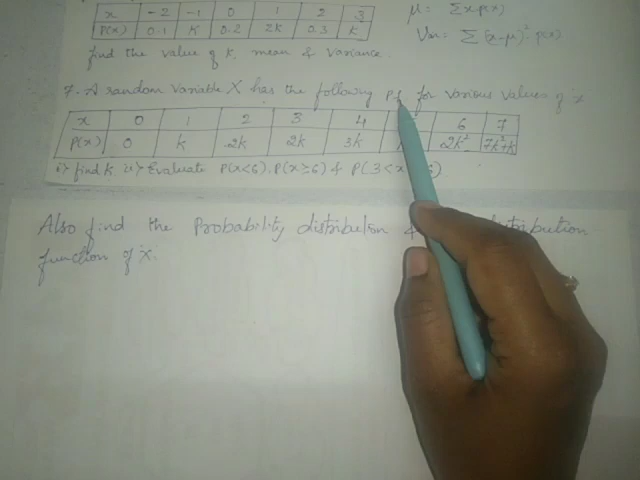 x -2 -1 0 1 2 3
P(x) 0.1 K 0.2 2K 0.3 K
μ = Σxp(x)
Var = Σ(x-μ)² p(x)
find the value of k, mean & variance.
7. A random variable X has the following p.f for various values of x
x 0 1 2 3 4 6 7
P(x) 0 k 2k 2k 3k 2k² 7k²+k
i) find k ii) Evaluate P(x<6), P(x≥6) & P(3<x 6).
Also find the Probability distribution & distribution
function of x.